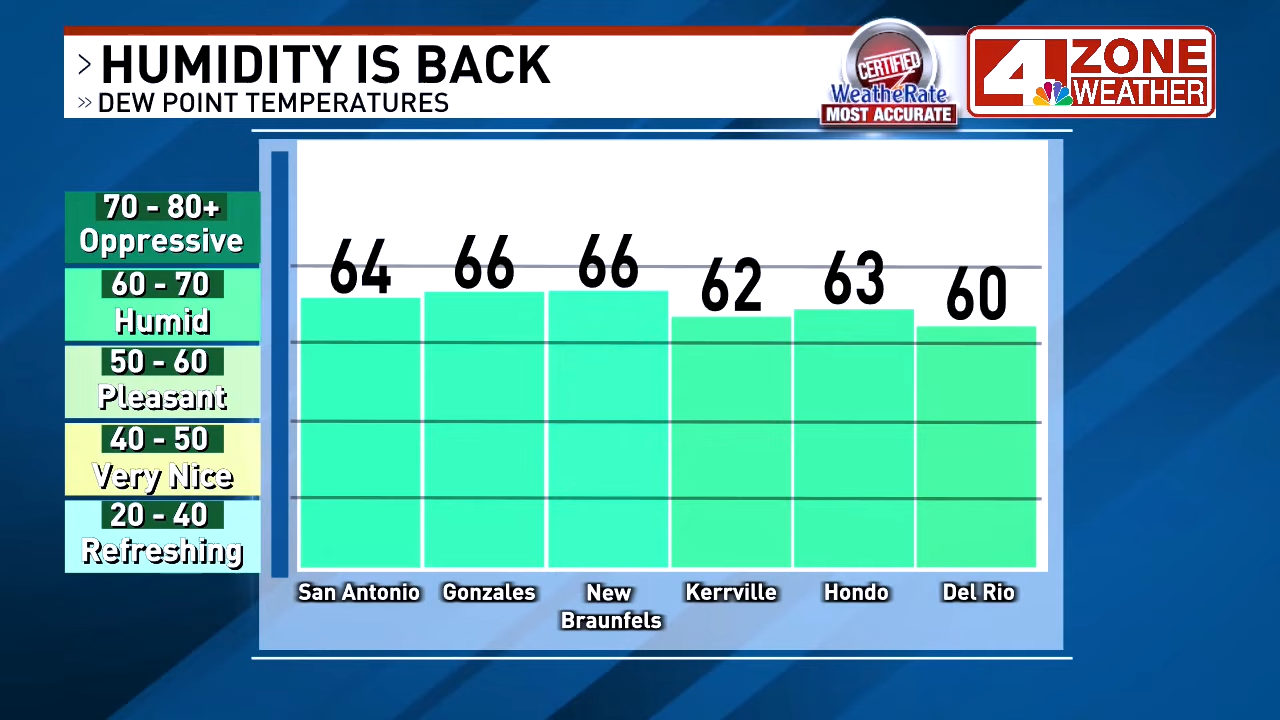 > HUMIDITY IS BACK
» DEW POINT TEMPERATURES
CERTIFIED
WeatheRate
MOST ACCURATE
4 ZONE
WEATHER
70 - 80+
Oppressive
60 - 70
Humid
50 - 60
Pleasant
40 - 50
Very Nice
20 - 40
Refreshing
64 66 66 62 63 60
San Antonio Gonzales New Braunfels Kerrville Hondo Del Rio